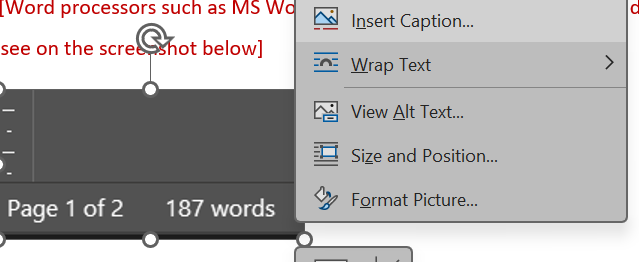 [Word processors such as MS Wo
Insert Caption...
see on the screenshot below]
Wrap Text
View Alt Text...
Size and Position...
Page 1 of 2 187 words
Format Picture...